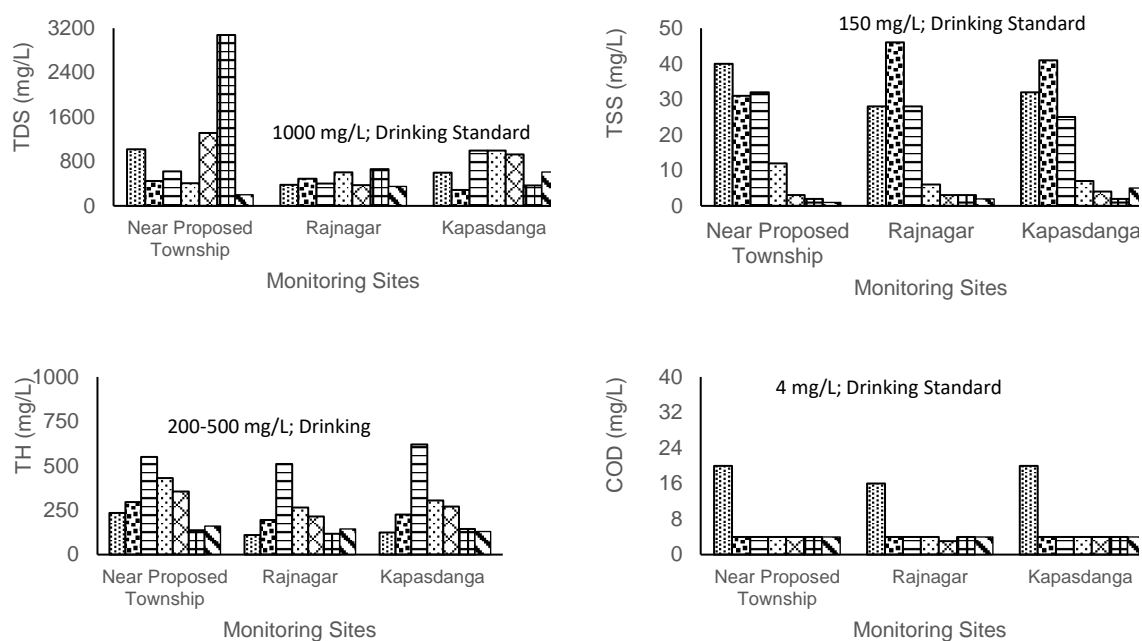 TDS (mg/L)
3200
2400
1600
800
0
1000 mg/L; Drinking Standard
Near Proposed
Township
Rajnagar
Kapasdanga
Monitoring Sites
TSS (mg/L)
50
40
30
20
10
0
150 mg/L; Drinking Standard
Near Proposed
Township
Rajnagar
Kapasdanga
Monitoring Sites
TH (mg/L)
1000
750
500
250
0
200-500 mg/L; Drinking
Near Proposed
Township
Rajnagar
Kapasdanga
Monitoring Sites
COD (mg/L)
40
32
24
16
8
0
4 mg/L; Drinking Standard
Near Proposed
Township
Rajnagar
Kapasdanga
Monitoring Sites